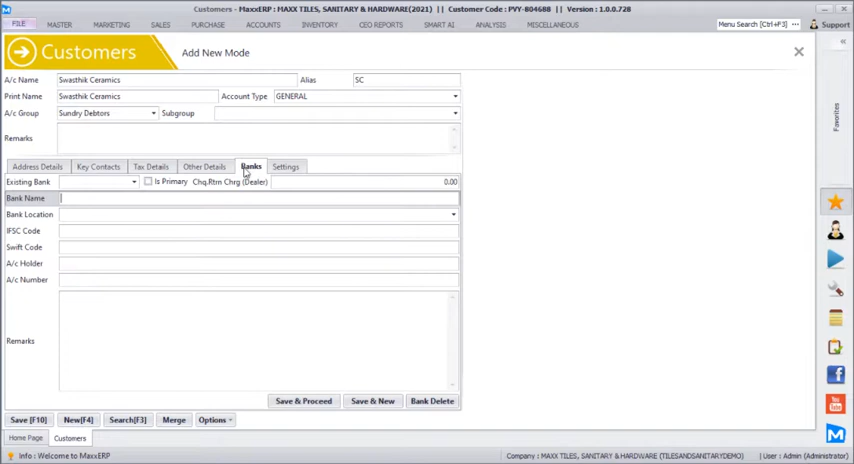 Customers - MaxxERP : MAXX TILES, SANITARY & HARDWARE(2021) || Customer Code : PVY-804688 || Version : 1.0.0.728
FILE MASTER MARKETING SALES PURCHASE ACCOUNTS INVENTORY CEO REPORTS SMART AI ANALYSIS MISCELLANEOUS Menu Search [Ctrl+F3] Support
Customers Add New Mode
A/c Name Swasthik Ceramics Alias SC
Print Name Swasthik Ceramics Account Type GENERAL
A/c Group Sundry Debtors Subgroup
Remarks
Favorites
Address Details Key Contacts Tax Details Other Details Banks Settings
Existing Bank Is Primary Chq.Rtrn Chrg (Dealer) 0.00
Bank Name
Bank Location
IFSC Code
Swift Code
A/c Holder
A/c Number
Remarks
Save & Proceed Save & New Bank Delete
You Tube
Save [F10] New[F4] Search[F3] Merge Options
Home Page Customers
Info : Welcome to MaxxERP Company : MAXX TILES, SANITARY & HARDWARE (TILESANDSANITARYDEMO) User : Admin (Administrator)